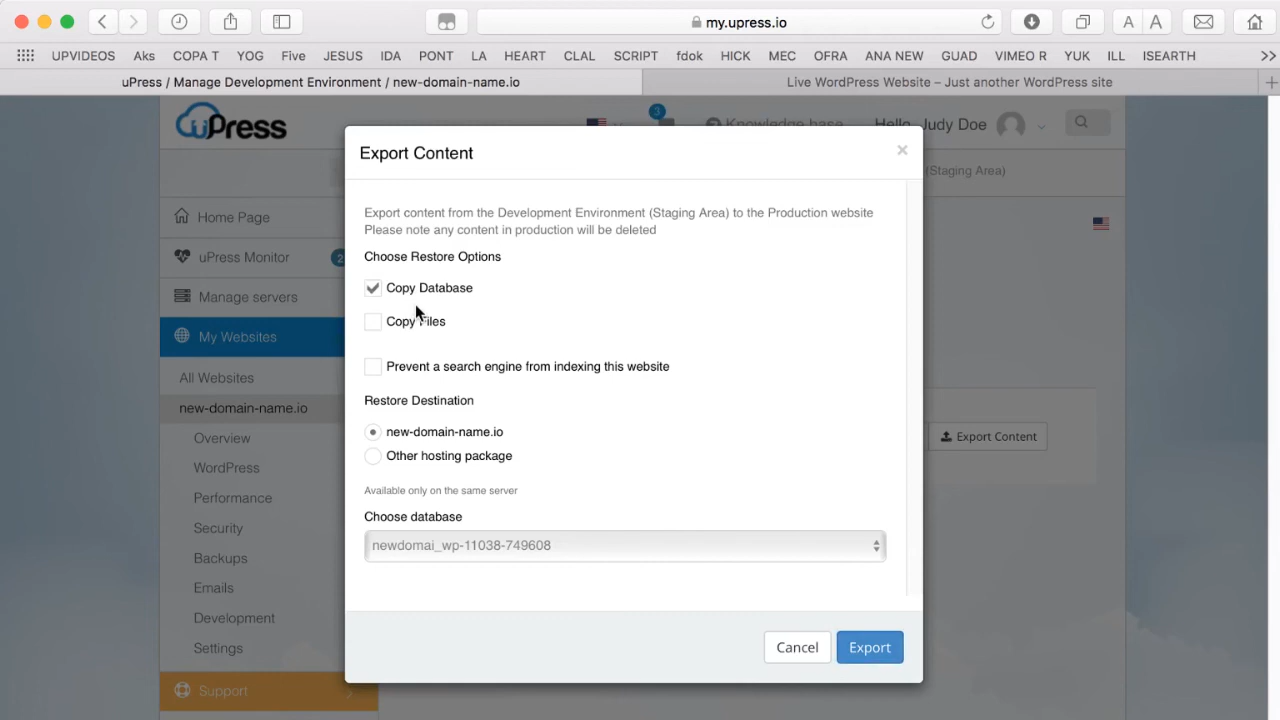 my.upress.io
A A
UPVIDEOS Aks COPA T YOG Five JESUS IDA PONT LA HEART CLAL SCRIPT fdok HICK MEC OFRA ANA NEW GUAD VIMEO R YUK ILL ISEARTH
uPress / Manage Development Environment / new-domain-name.io
Live WordPress Website – Just another WordPress site
uPress
3
Knowledge base
Hello, Judy Doe
(Staging Area)
Home Page
uPress Monitor 2
Manage servers
My Websites
All Websites
new-domain-name.io
Overview
WordPress
Performance
Security
Backups
Emails
Development
Settings
Support
Export Content
×
Export content from the Development Environment (Staging Area) to the Production website
Please note any content in production will be deleted
Choose Restore Options
Copy Database
Copy Files
Prevent a search engine from indexing this website
Restore Destination
new-domain-name.io
Other hosting package
Available only on the same server
Choose database
newdomai_wp-11038-749608
Cancel
Export
Export Content